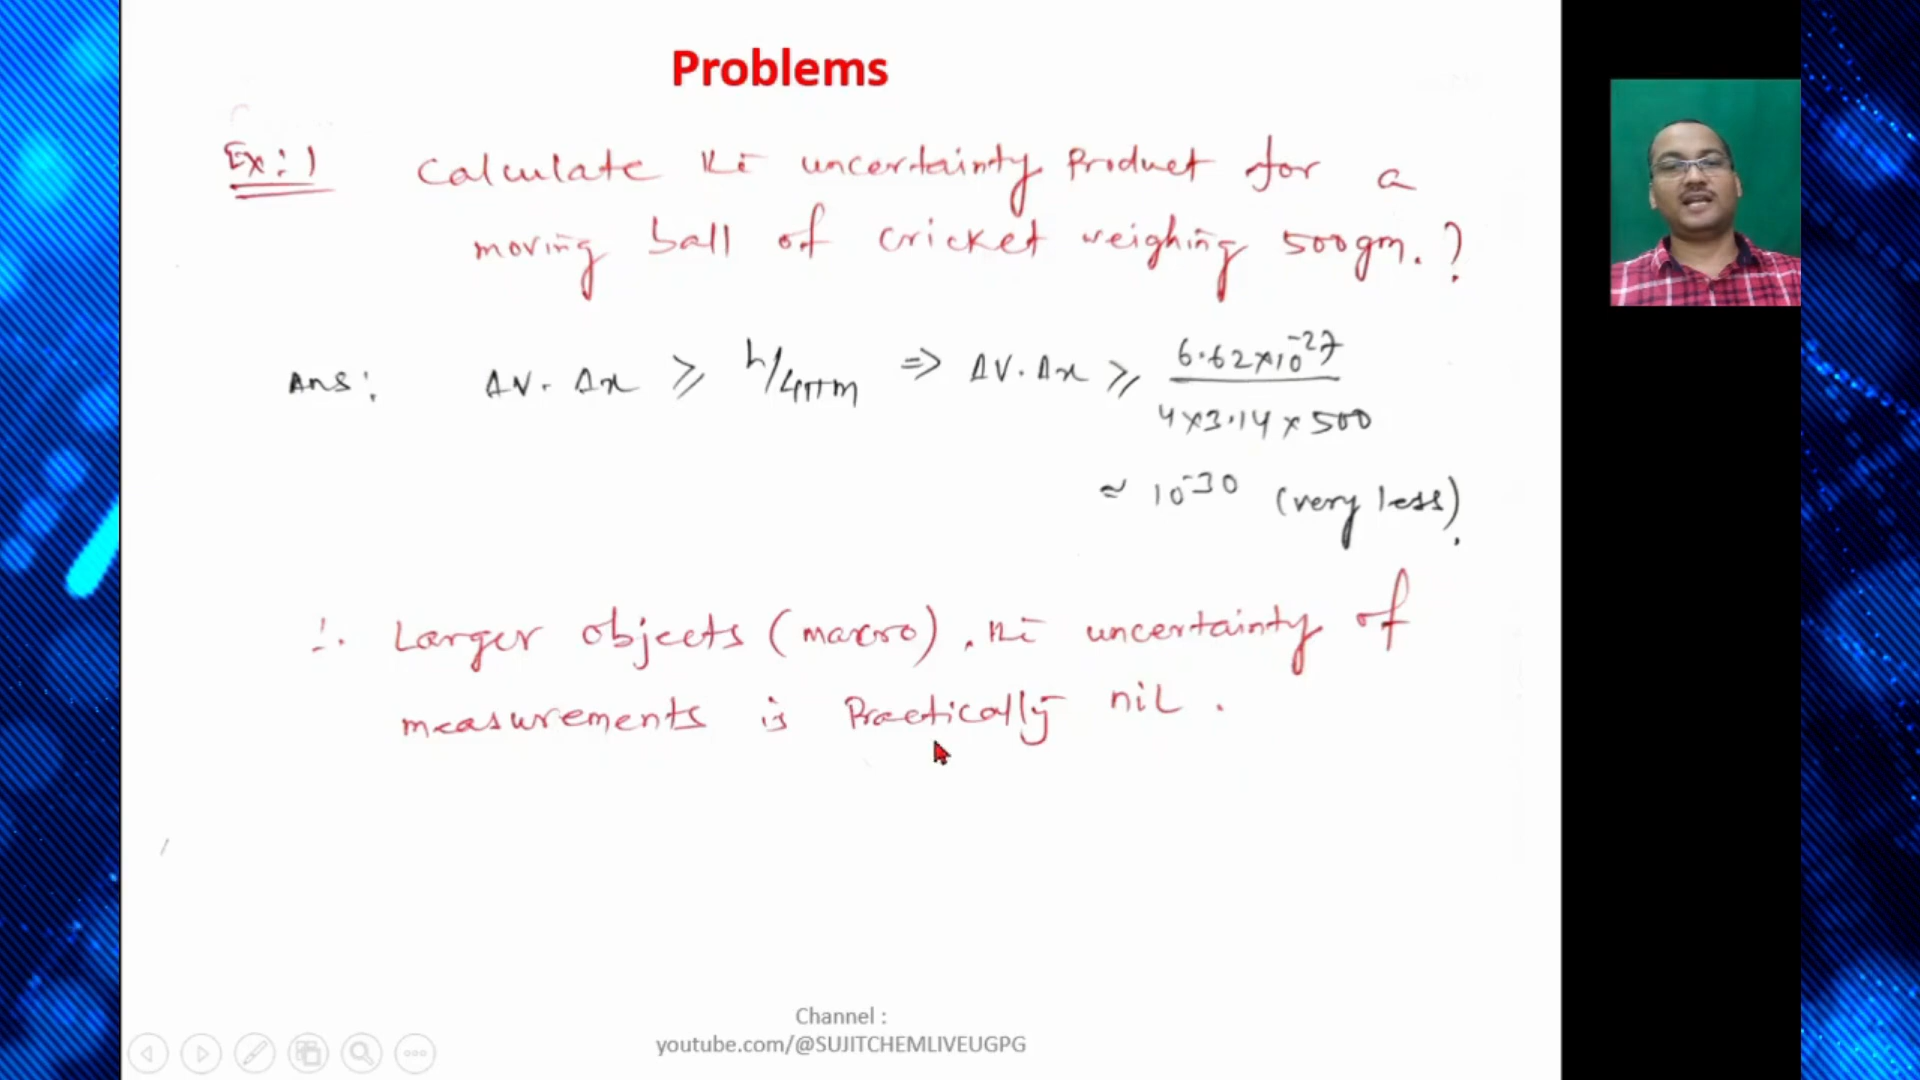 Problems
Ex:1 Calculate the uncertainty Product for a
moving ball of cricket weighing 500gm.?
Ans: Δv. Δx ⩾ h/4πm ⇒ Δv. Δx ⩾ 6.62×10⁻²⁷ / 4×3.14×500
≈ 10⁻³⁰ (very less).
∴ Larger objects (macro), the uncertainty of
measurements is Practically nil.
Channel :
youtube.com/@SUJITCHEMLIVEUGPG